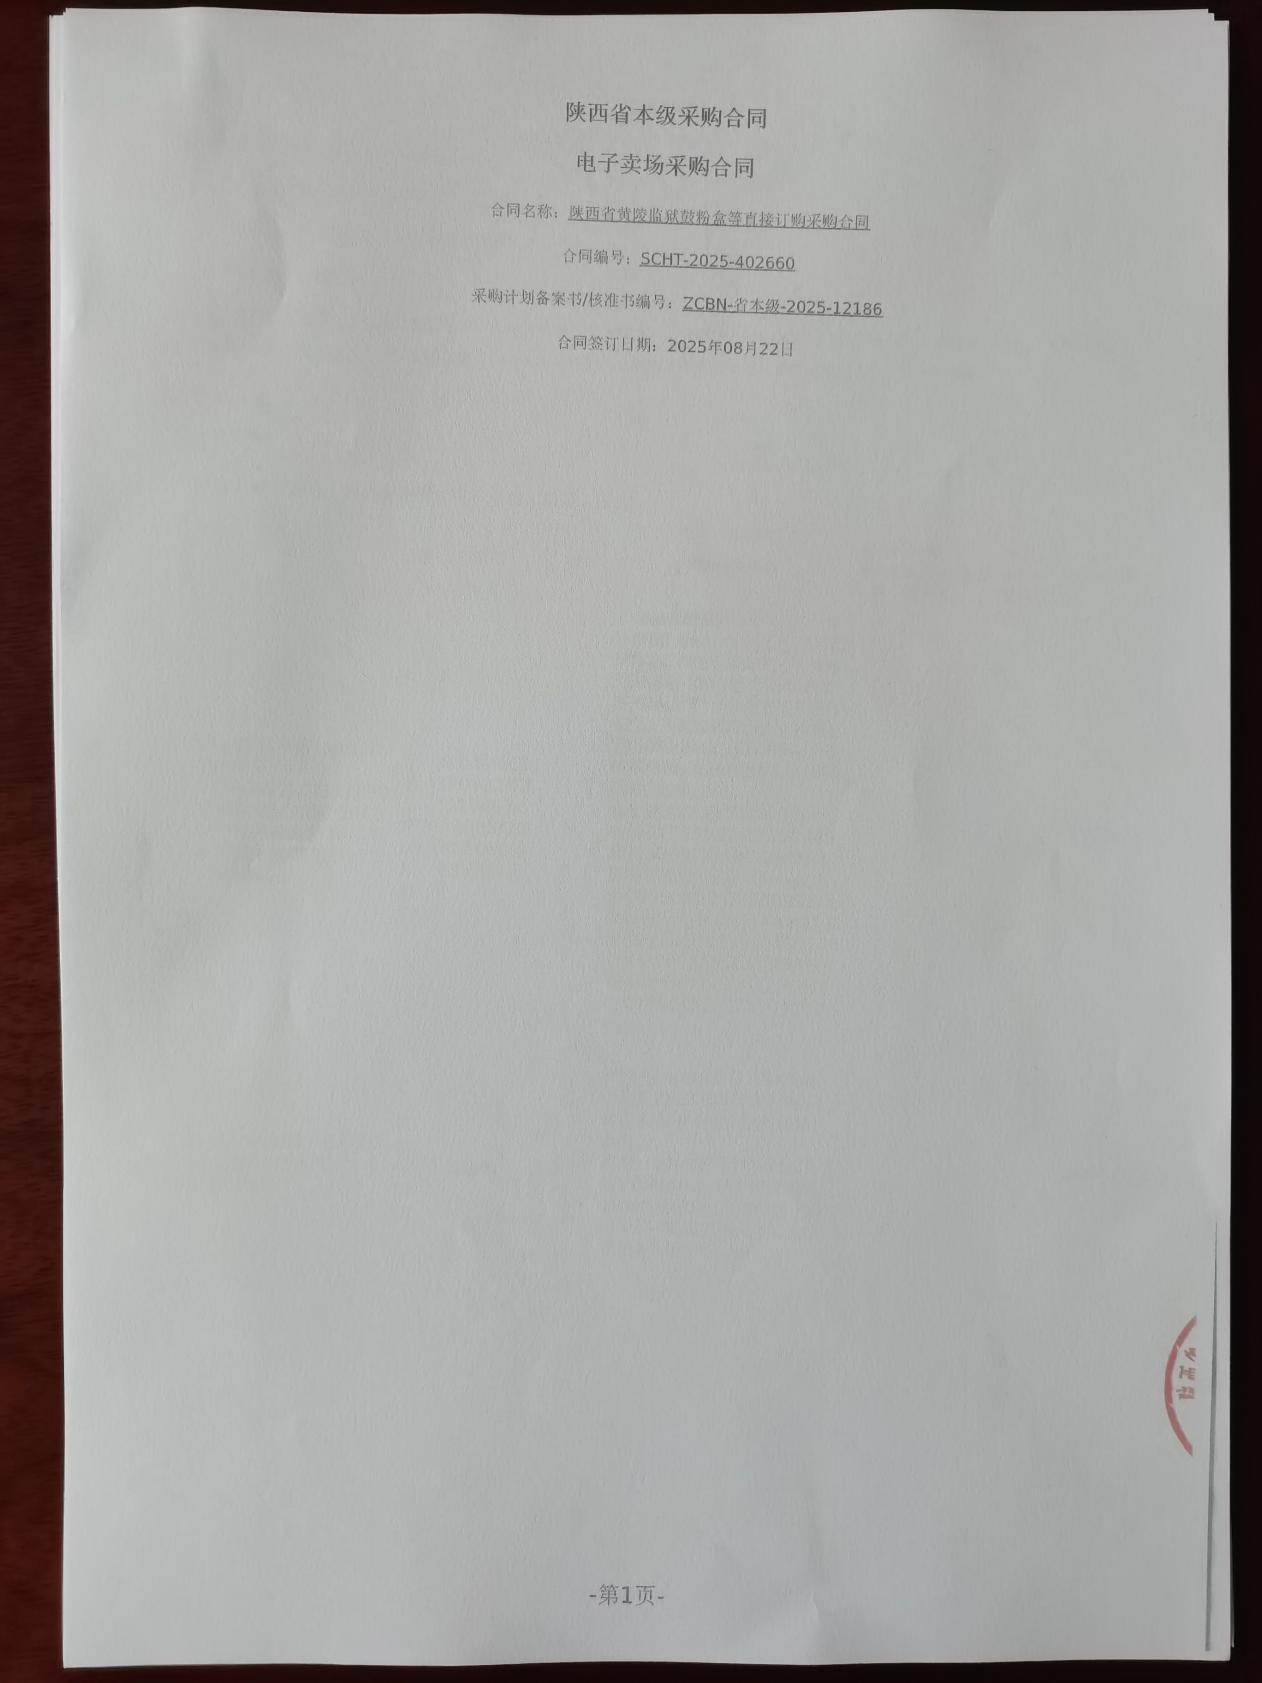 陕西省本级采购合同
电子卖场采购合同
合同名称：陕西省黄陵监狱鼓粉盒等直接订购采购合同
合同编号：SCHT-2025-402660
采购计划备案书/核准书编号：ZCBN-省本级-2025-12186
合同签订日期：2025年08月22日
-第1页-